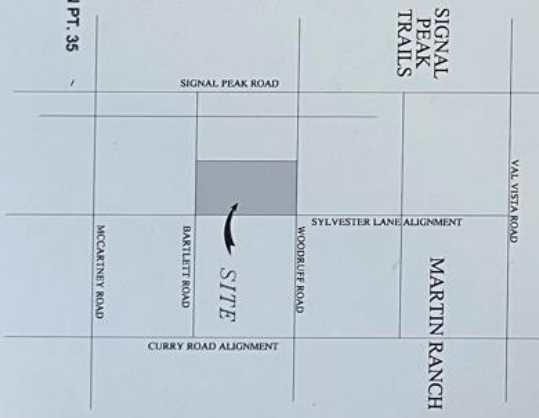 SIGNAL
PEAK
TRAILS
VAL VISTA ROAD
PT. 35
SIGNAL PEAK ROAD
SYLVESTER LANE ALIGNMENT
MARTIN RANCH
WOODRUFF ROAD
SITE
BARTLETT ROAD
MCCARTNEY ROAD
CURRY ROAD ALIGNMENT